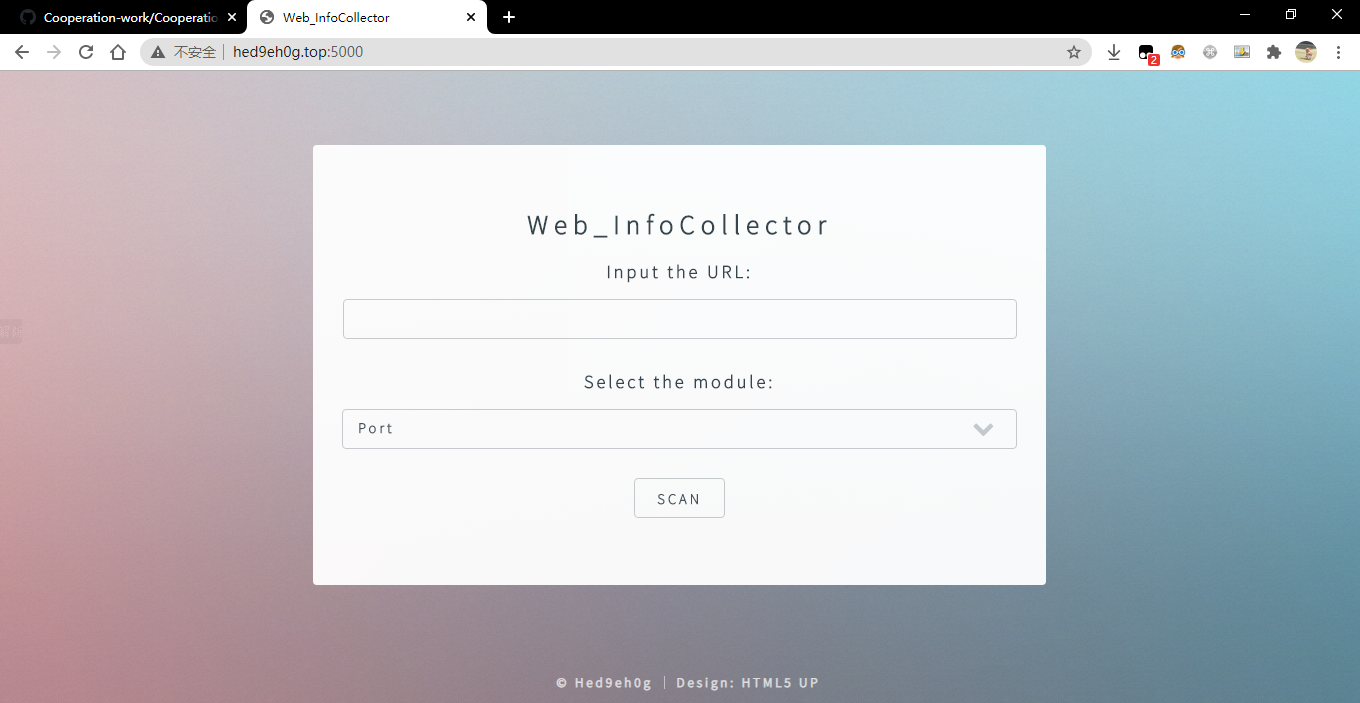 Cooperation-work/Cooperatio
Web_InfoCollector
不安全 hed9eh0g.top:5000
2
Web_InfoCollector
Input the URL:
Select the module:
Port
SCAN
© Hed9eh0g | Design: HTML5 UP